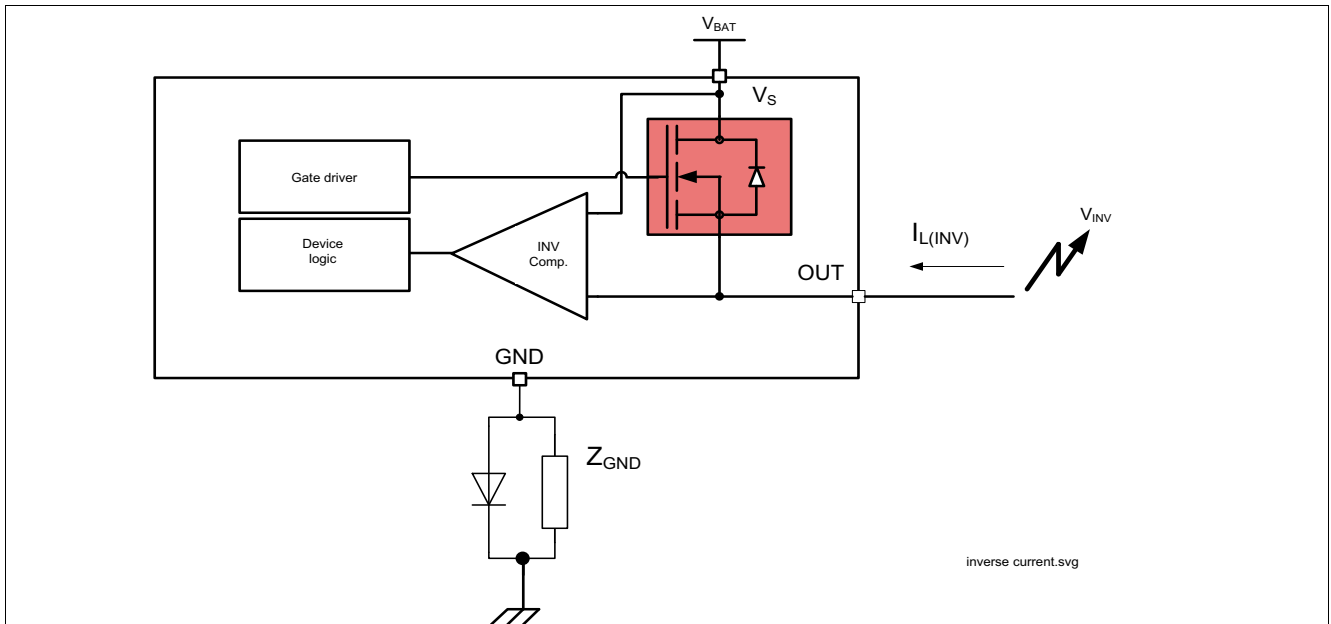 VBAT
VS
Gate driver
Device
logic
INV
Comp.
IL(INV)
VINV
OUT
GND
ZGND
inverse current.svg